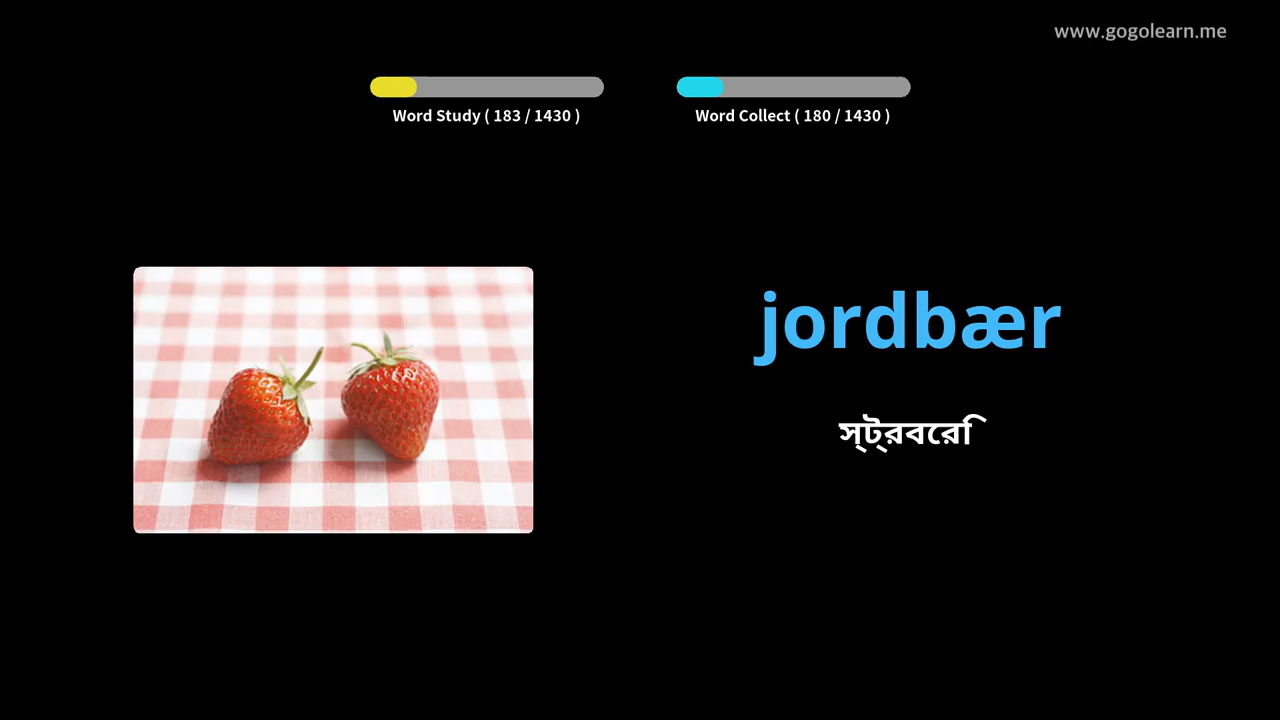 www.gogolearn.me
Word Study ( 183 / 1430 )
Word Collect ( 180 / 1430 )
jordbær
স্ট্রবেরি